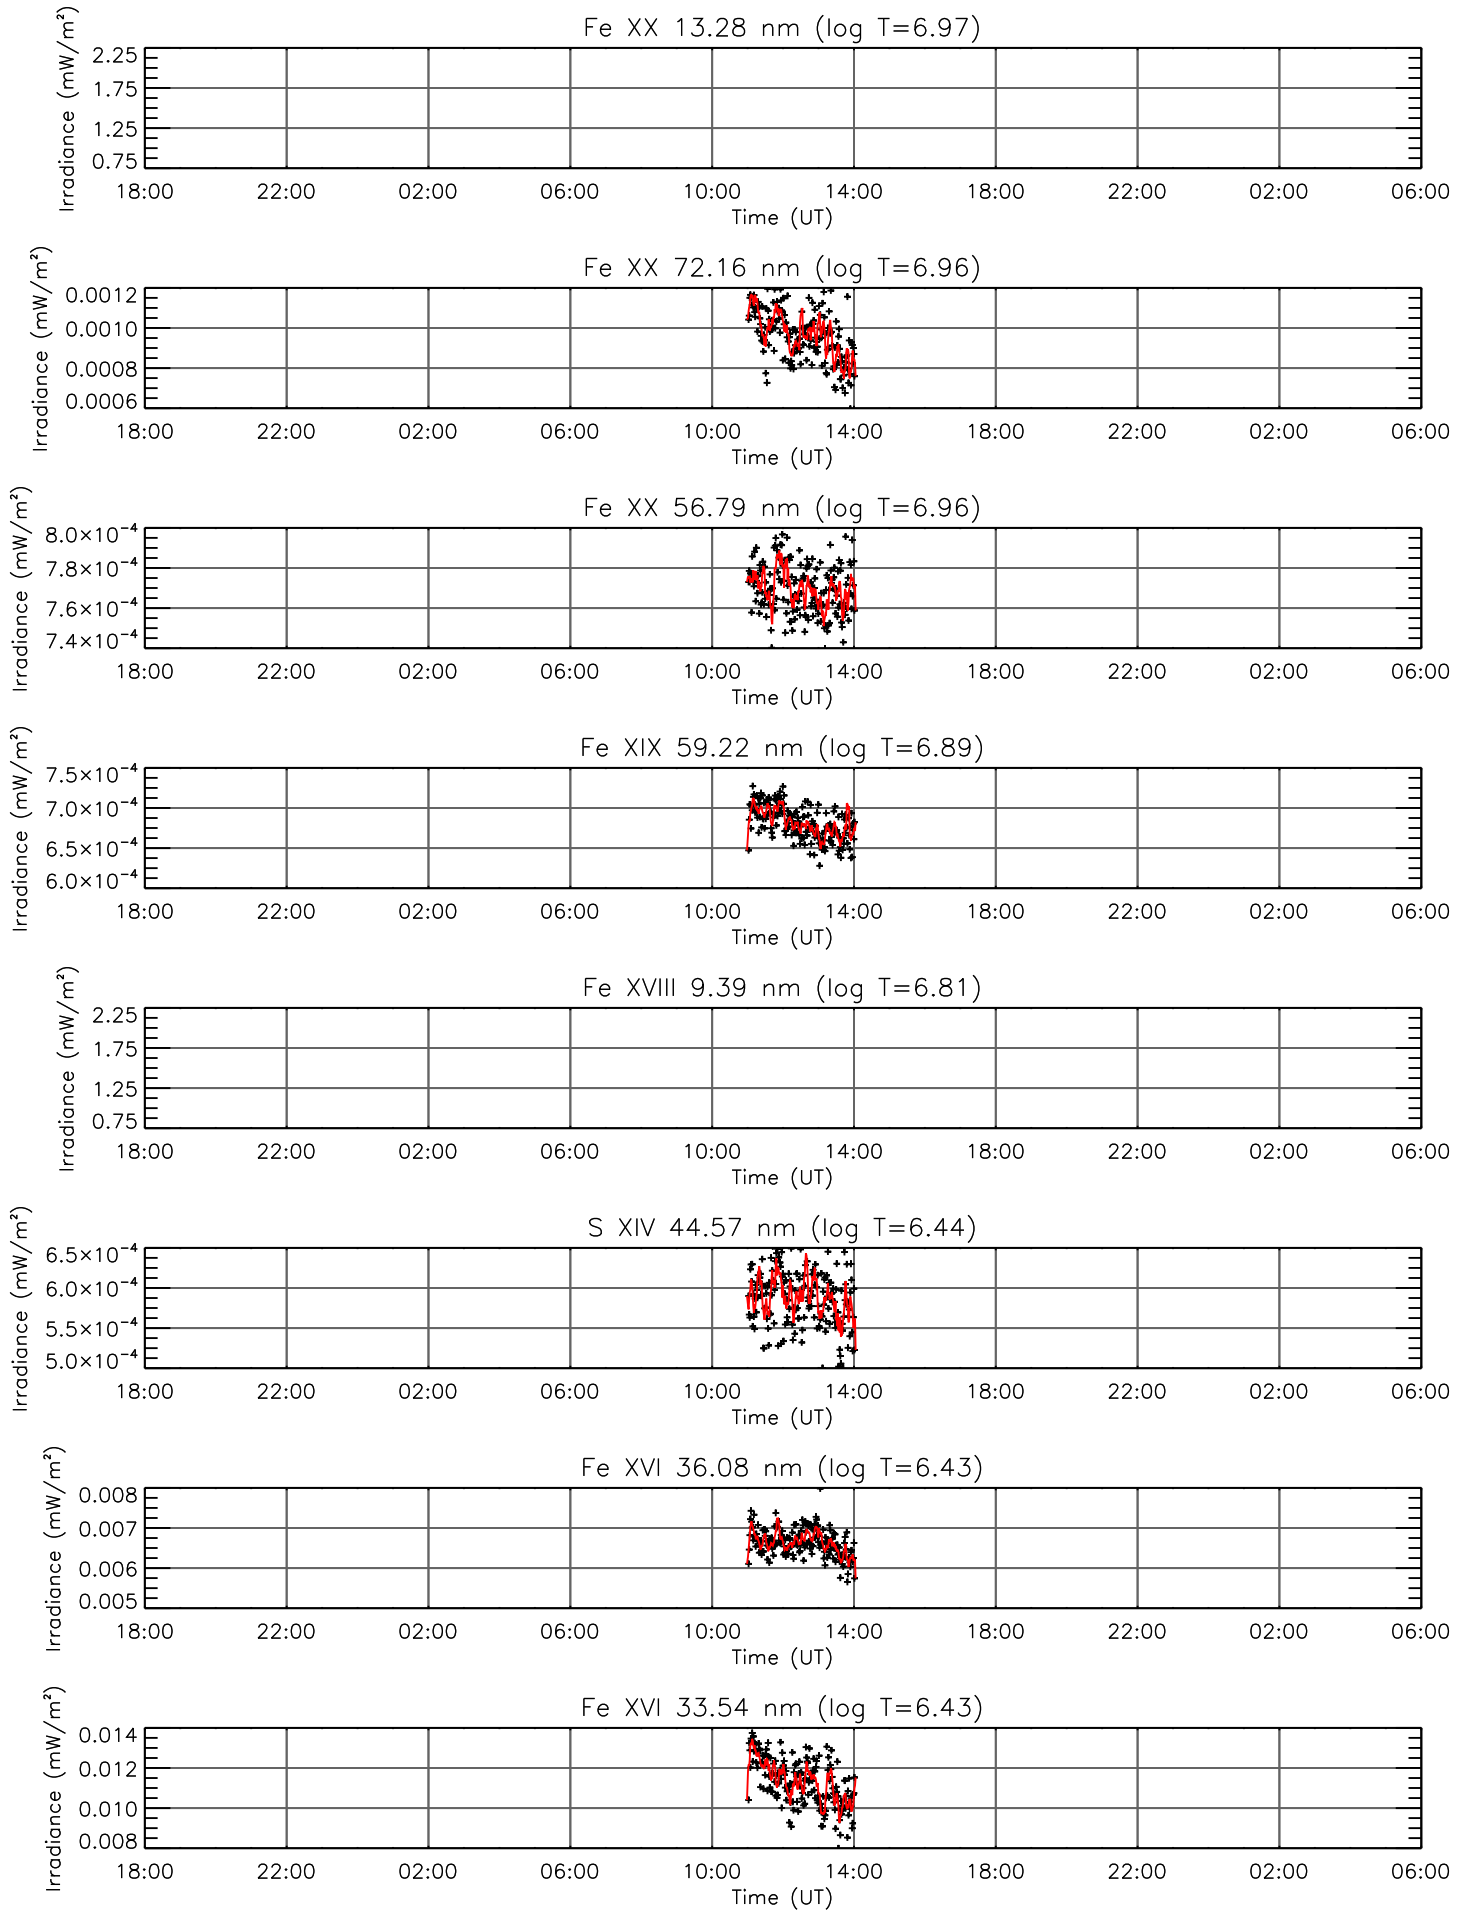 Fe XX 13.28 nm (log T=6.97)
Irradiance (mW/m²)
2.25
1.75
1.25
0.75
18:00 22:00 02:00 06:00 10:00 14:00 18:00 22:00 02:00 06:00
Time (UT)
Fe XX 72.16 nm (log T=6.96)
Irradiance (mW/m²)
0.0012
0.0010
0.0008
0.0006
18:00 22:00 02:00 06:00 10:00 14:00 18:00 22:00 02:00 06:00
Time (UT)
Fe XX 56.79 nm (log T=6.96)
Irradiance (mW/m²)
8.0×10⁻⁴
7.8×10⁻⁴
7.6×10⁻⁴
7.4×10⁻⁴
18:00 22:00 02:00 06:00 10:00 14:00 18:00 22:00 02:00 06:00
Time (UT)
Fe XIX 59.22 nm (log T=6.89)
Irradiance (mW/m²)
7.5×10⁻⁴
7.0×10⁻⁴
6.5×10⁻⁴
6.0×10⁻⁴
18:00 22:00 02:00 06:00 10:00 14:00 18:00 22:00 02:00 06:00
Time (UT)
Fe XVIII 9.39 nm (log T=6.81)
Irradiance (mW/m²)
2.25
1.75
1.25
0.75
18:00 22:00 02:00 06:00 10:00 14:00 18:00 22:00 02:00 06:00
Time (UT)
S XIV 44.57 nm (log T=6.44)
Irradiance (mW/m²)
6.5×10⁻⁴
6.0×10⁻⁴
5.5×10⁻⁴
5.0×10⁻⁴
18:00 22:00 02:00 06:00 10:00 14:00 18:00 22:00 02:00 06:00
Time (UT)
Fe XVI 36.08 nm (log T=6.43)
Irradiance (mW/m²)
0.008
0.007
0.006
0.005
18:00 22:00 02:00 06:00 10:00 14:00 18:00 22:00 02:00 06:00
Time (UT)
Fe XVI 33.54 nm (log T=6.43)
Irradiance (mW/m²)
0.014
0.012
0.010
0.008
18:00 22:00 02:00 06:00 10:00 14:00 18:00 22:00 02:00 06:00
Time (UT)